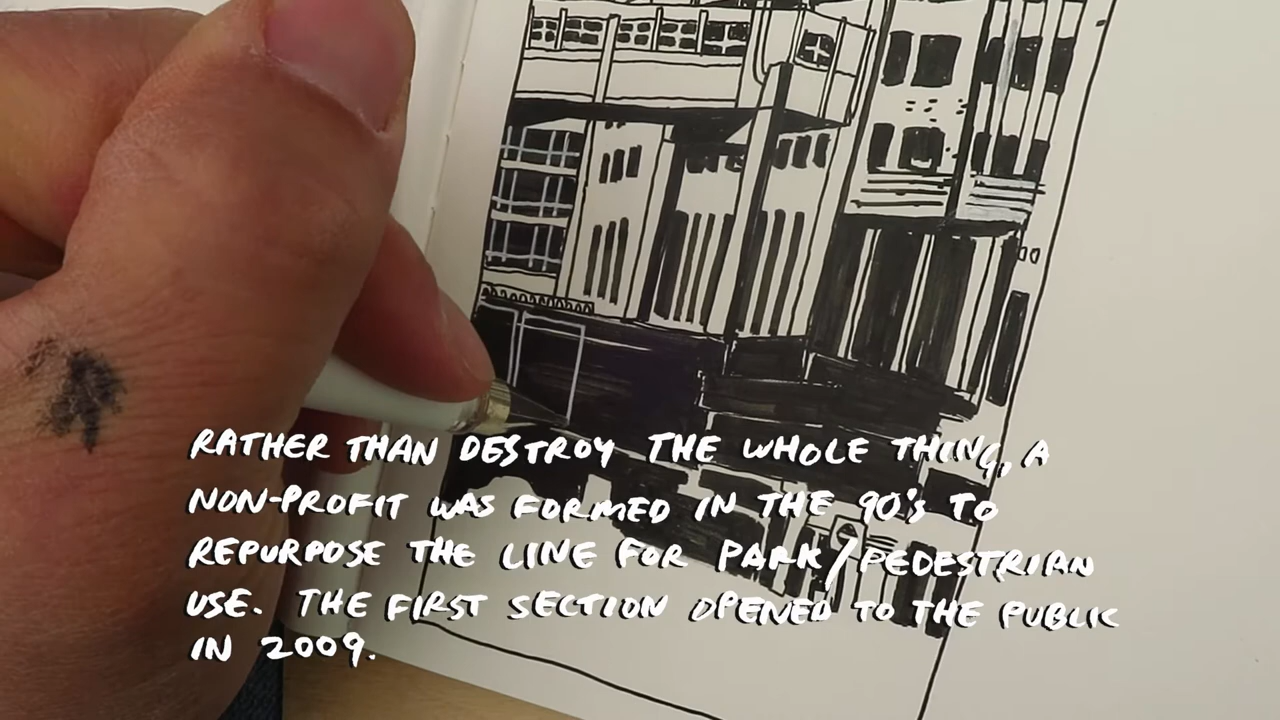 RATHER THAN DESTROY THE WHOLE THING, A
NON-PROFIT WAS FORMED IN THE 90's TO
REPURPOSE THE LINE FOR PARK/PEDESTRIAN
USE. THE FIRST SECTION OPENED TO THE PUBLIC
IN 2009.